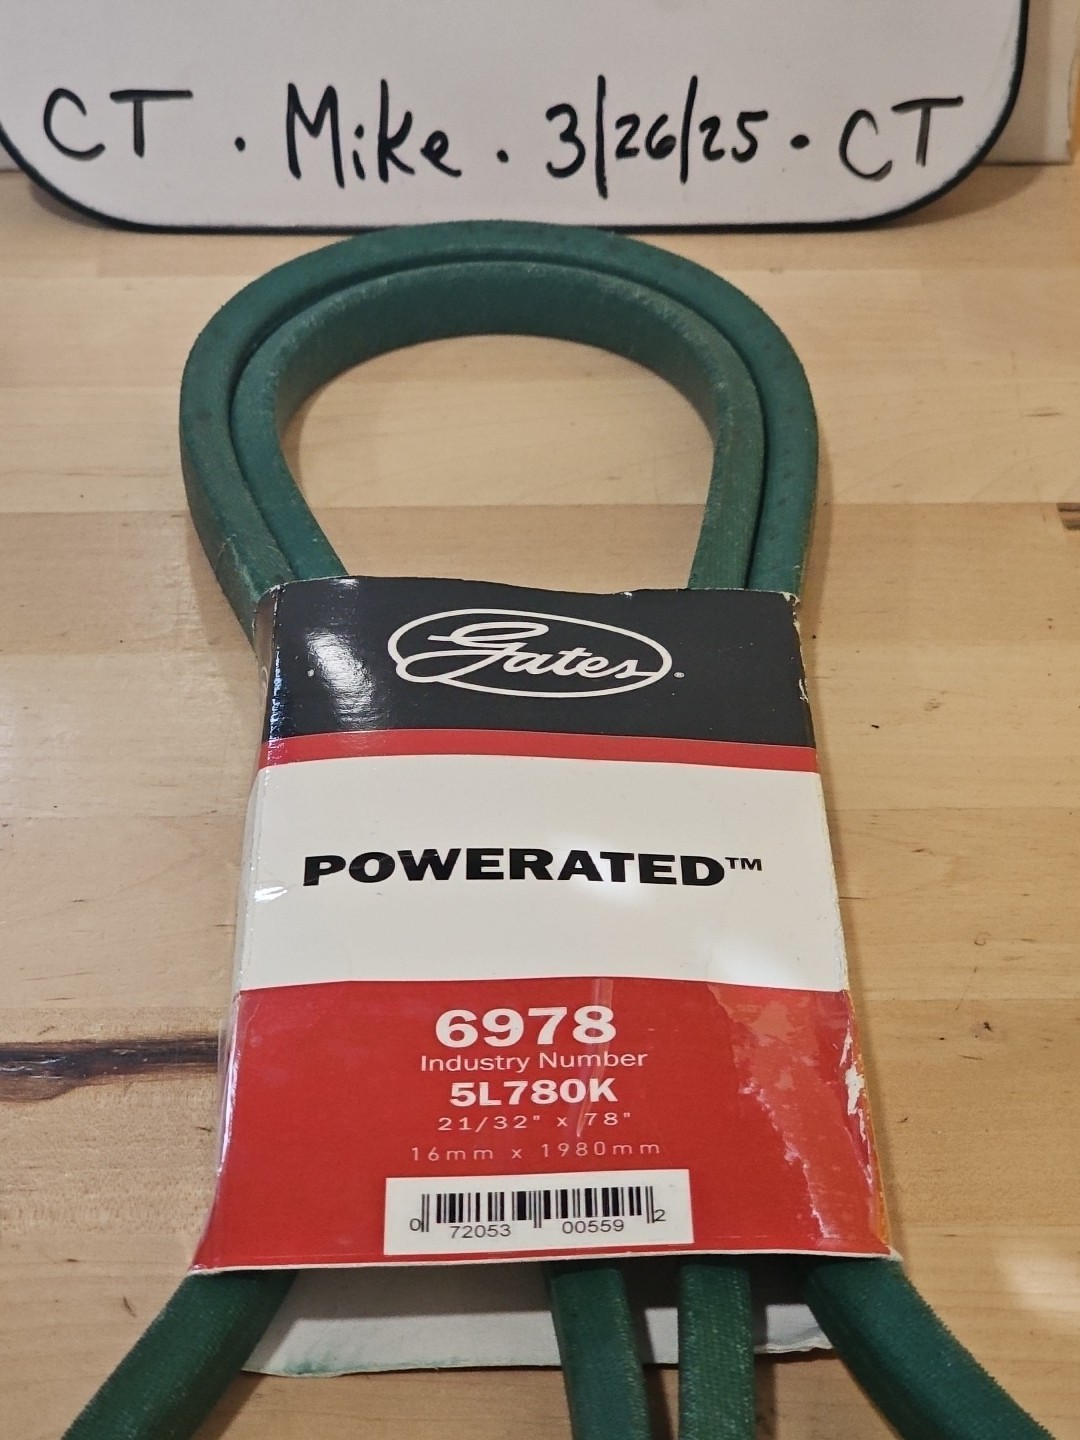 CT . Mike . 3/26/25 . CT
Gates®
POWERATED™
6978
Industry Number
5L780K
21/32" x 78"
16mm x 1980mm
0 72053 00559 2